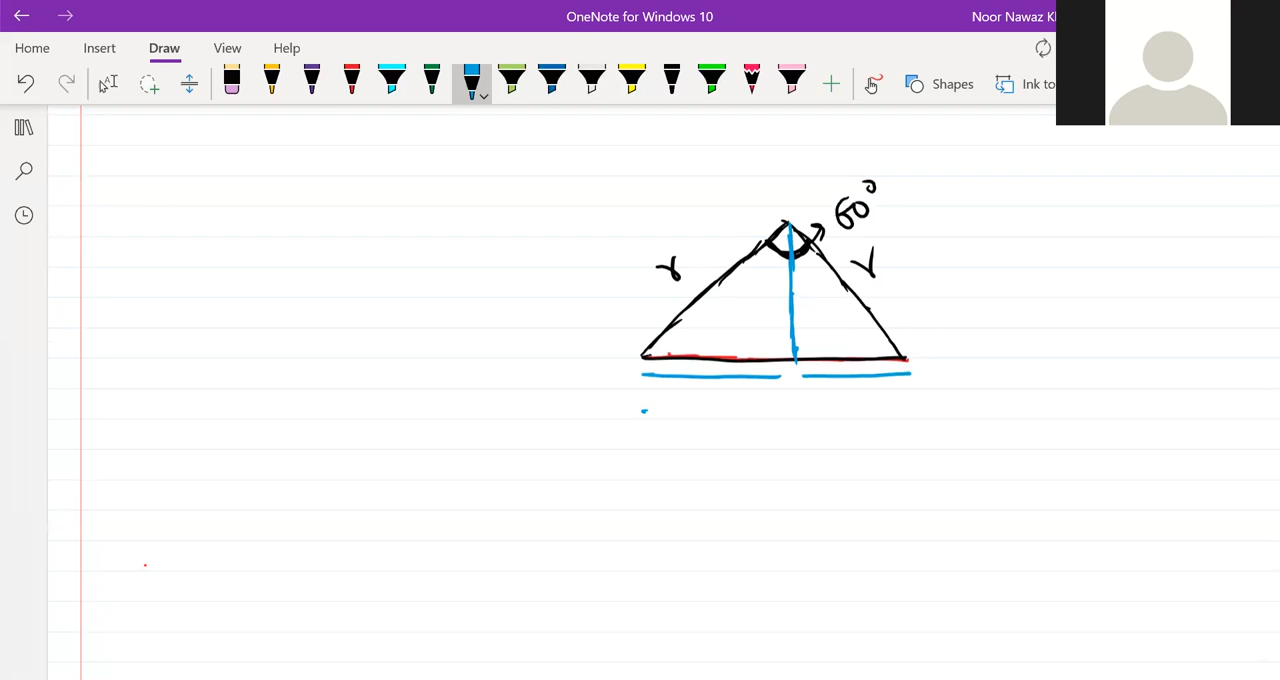 OneNote for Windows 10
Noor Nawaz K
Home Insert Draw View Help
Shapes Ink to
60°
r r